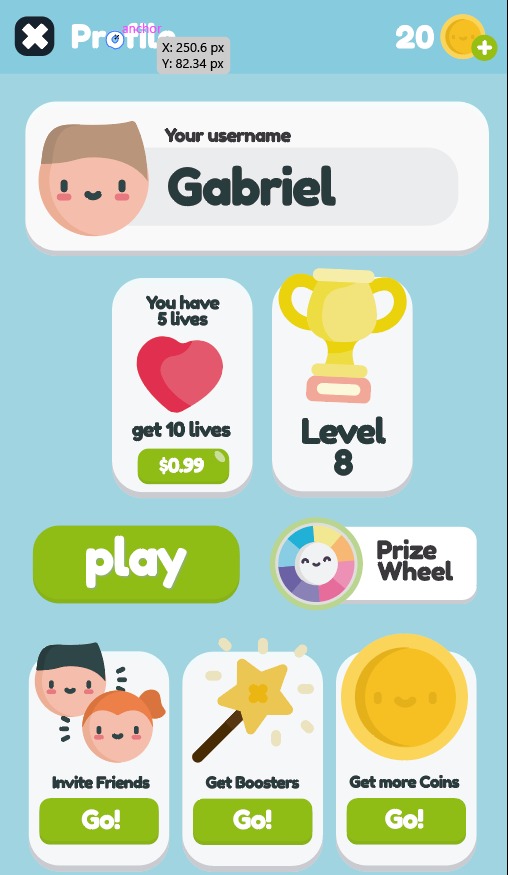 Profile
anchor
X: 250.6 px
Y: 82.34 px
20
Your username
Gabriel
You have
5 lives
get 10 lives
$0.99
Level
8
play
Prize
Wheel
Invite Friends
Go!
Get Boosters
Go!
Get more Coins
Go!